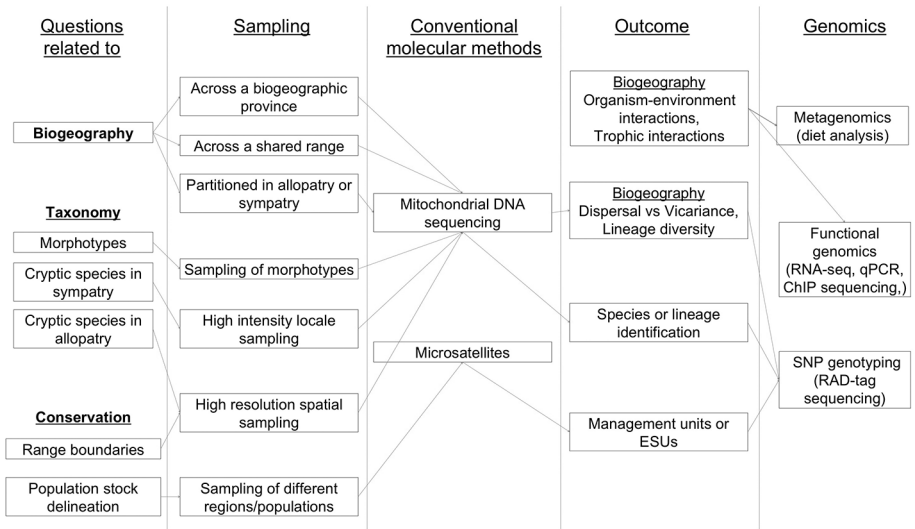 Questions
related to
Sampling
Conventional
molecular methods
Outcome
Genomics
Biogeography
Taxonomy
Morphotypes
Cryptic species in
sympatry
Cryptic species in
allopatry
Conservation
Range boundaries
Population stock
delineation
Across a biogeographic
province
Across a shared range
Partitioned in allopatry or
sympatry
Sampling of morphotypes
High intensity locale
sampling
High resolution spatial
sampling
Sampling of different
regions/populations
Mitochondrial DNA
sequencing
Microsatellites
Biogeography
Organism-environment
interactions,
Trophic interactions
Biogeography
Dispersal vs Vicariance,
Lineage diversity
Species or lineage
identification
Management units or
ESUs
Metagenomics
(diet analysis)
Functional
genomics
(RNA-seq, qPCR,
ChIP sequencing,)
SNP genotyping
(RAD-tag
sequencing)